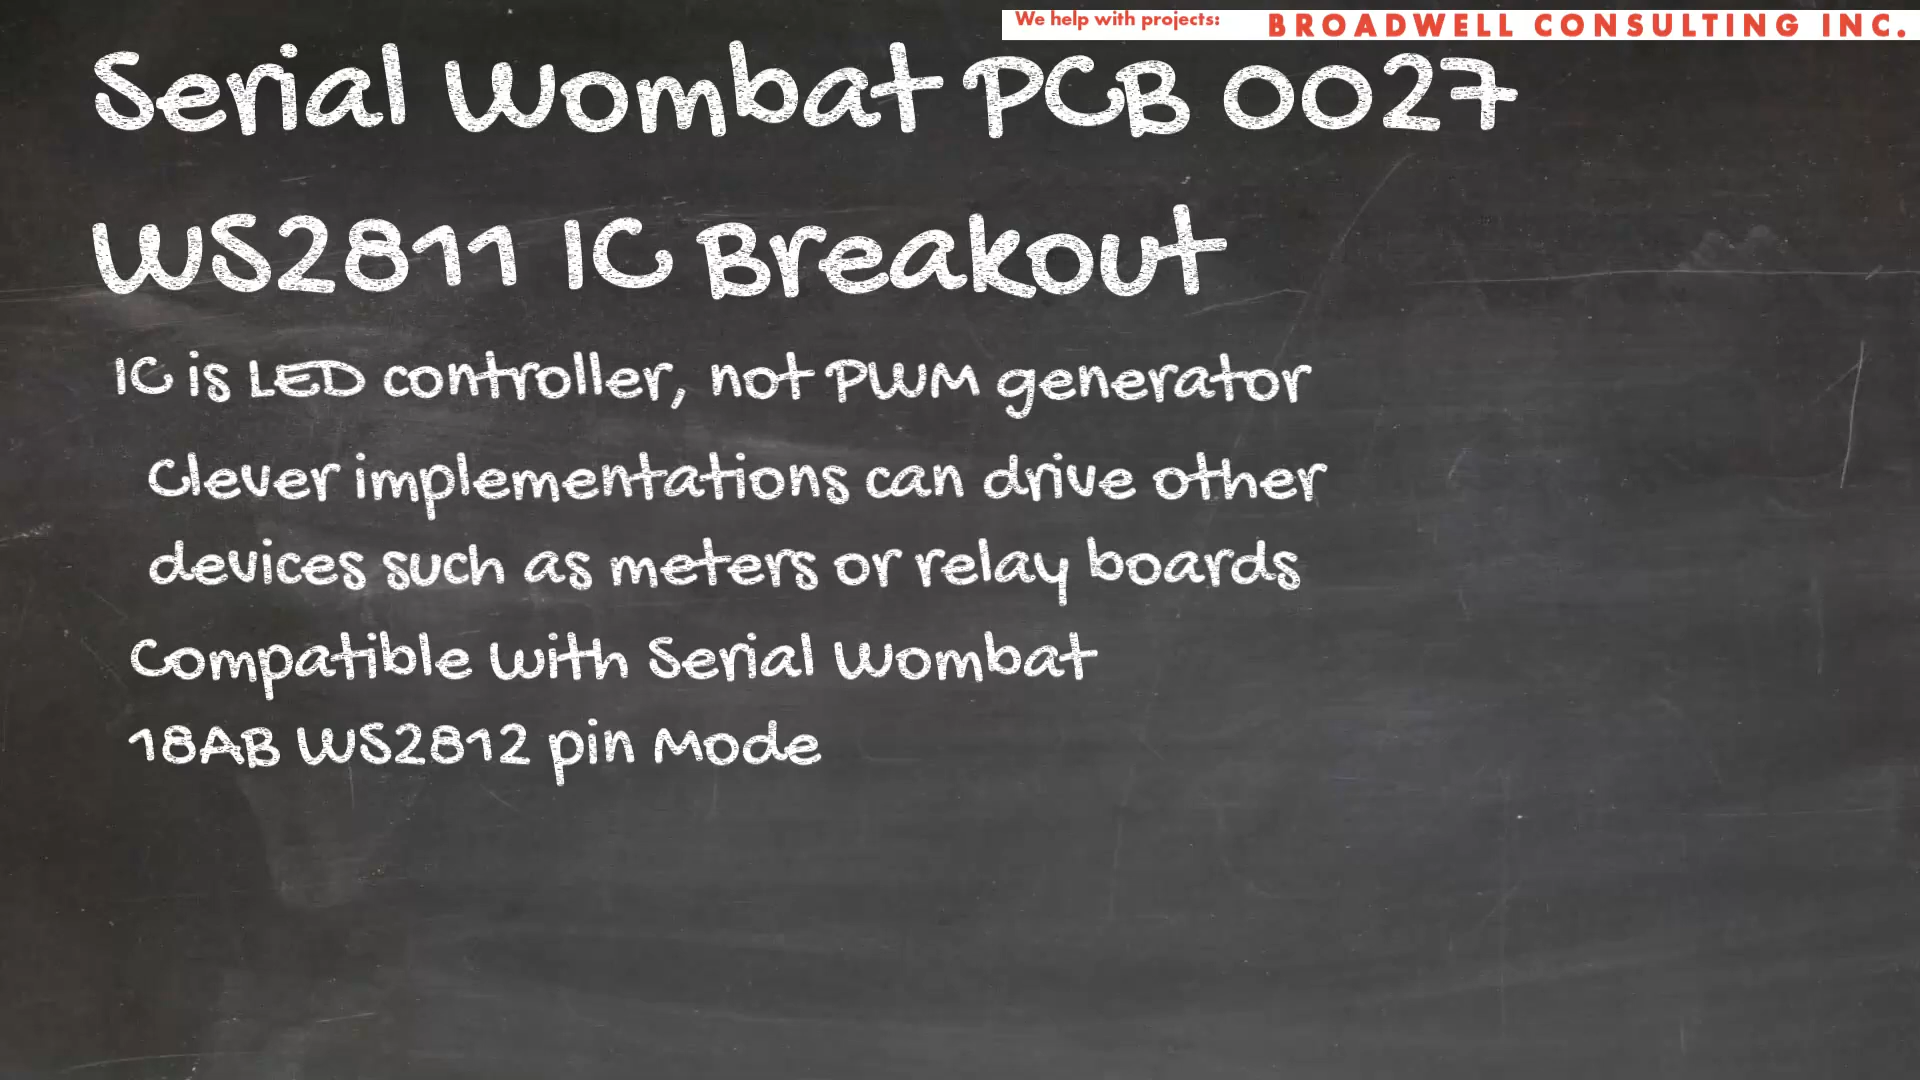 We help with projects: BROADWELL CONSULTING INC.
Serial Wombat PCB 0027
WS2811 IC Breakout
IC is LED controller, not PWM generator
Clever implementations can drive other
devices such as meters or relay boards
Compatible with Serial Wombat
18AB WS2812 pin Mode